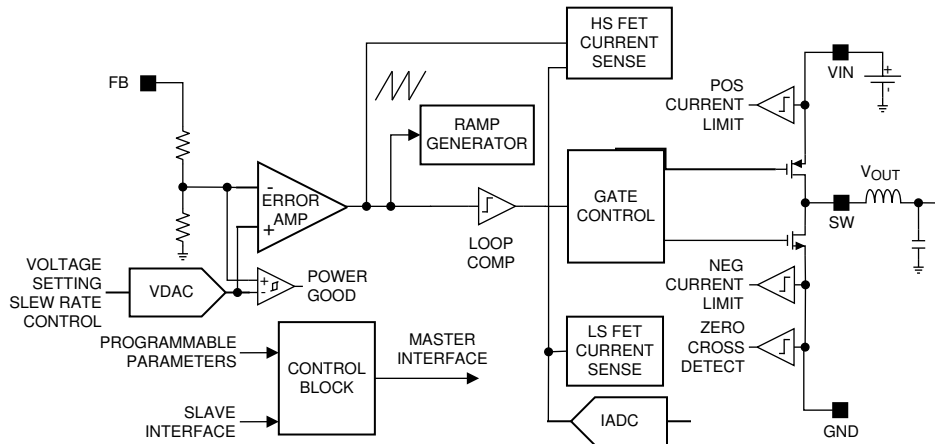 HS FET
CURRENT
SENSE
VIN
+
-
FB
POS
CURRENT
LIMIT
RAMP
GENERATOR
-
ERROR
AMP
+
GATE
CONTROL
VOUT
SW
LOOP
COMP
VOLTAGE
SETTING
SLEW RATE
CONTROL
VDAC
+
-
POWER
GOOD
NEG
CURRENT
LIMIT
PROGRAMMABLE
PARAMETERS
CONTROL
BLOCK
MASTER
INTERFACE
LS FET
CURRENT
SENSE
ZERO
CROSS
DETECT
SLAVE
INTERFACE
IADC
GND